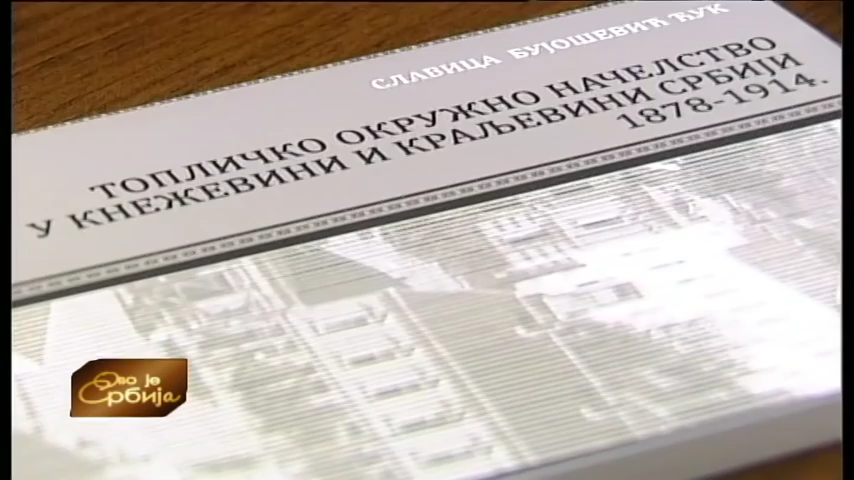 СЛАВИЦА БУЈОШЕВИЋ ЋУК
ТОПЛИЧКО ОКРУЖНО НАЧЕЛСТВО
У КНЕЖЕВИНИ И КРАЉЕВИНИ СРБИЈИ
1878-1914.
Ово је
Србија